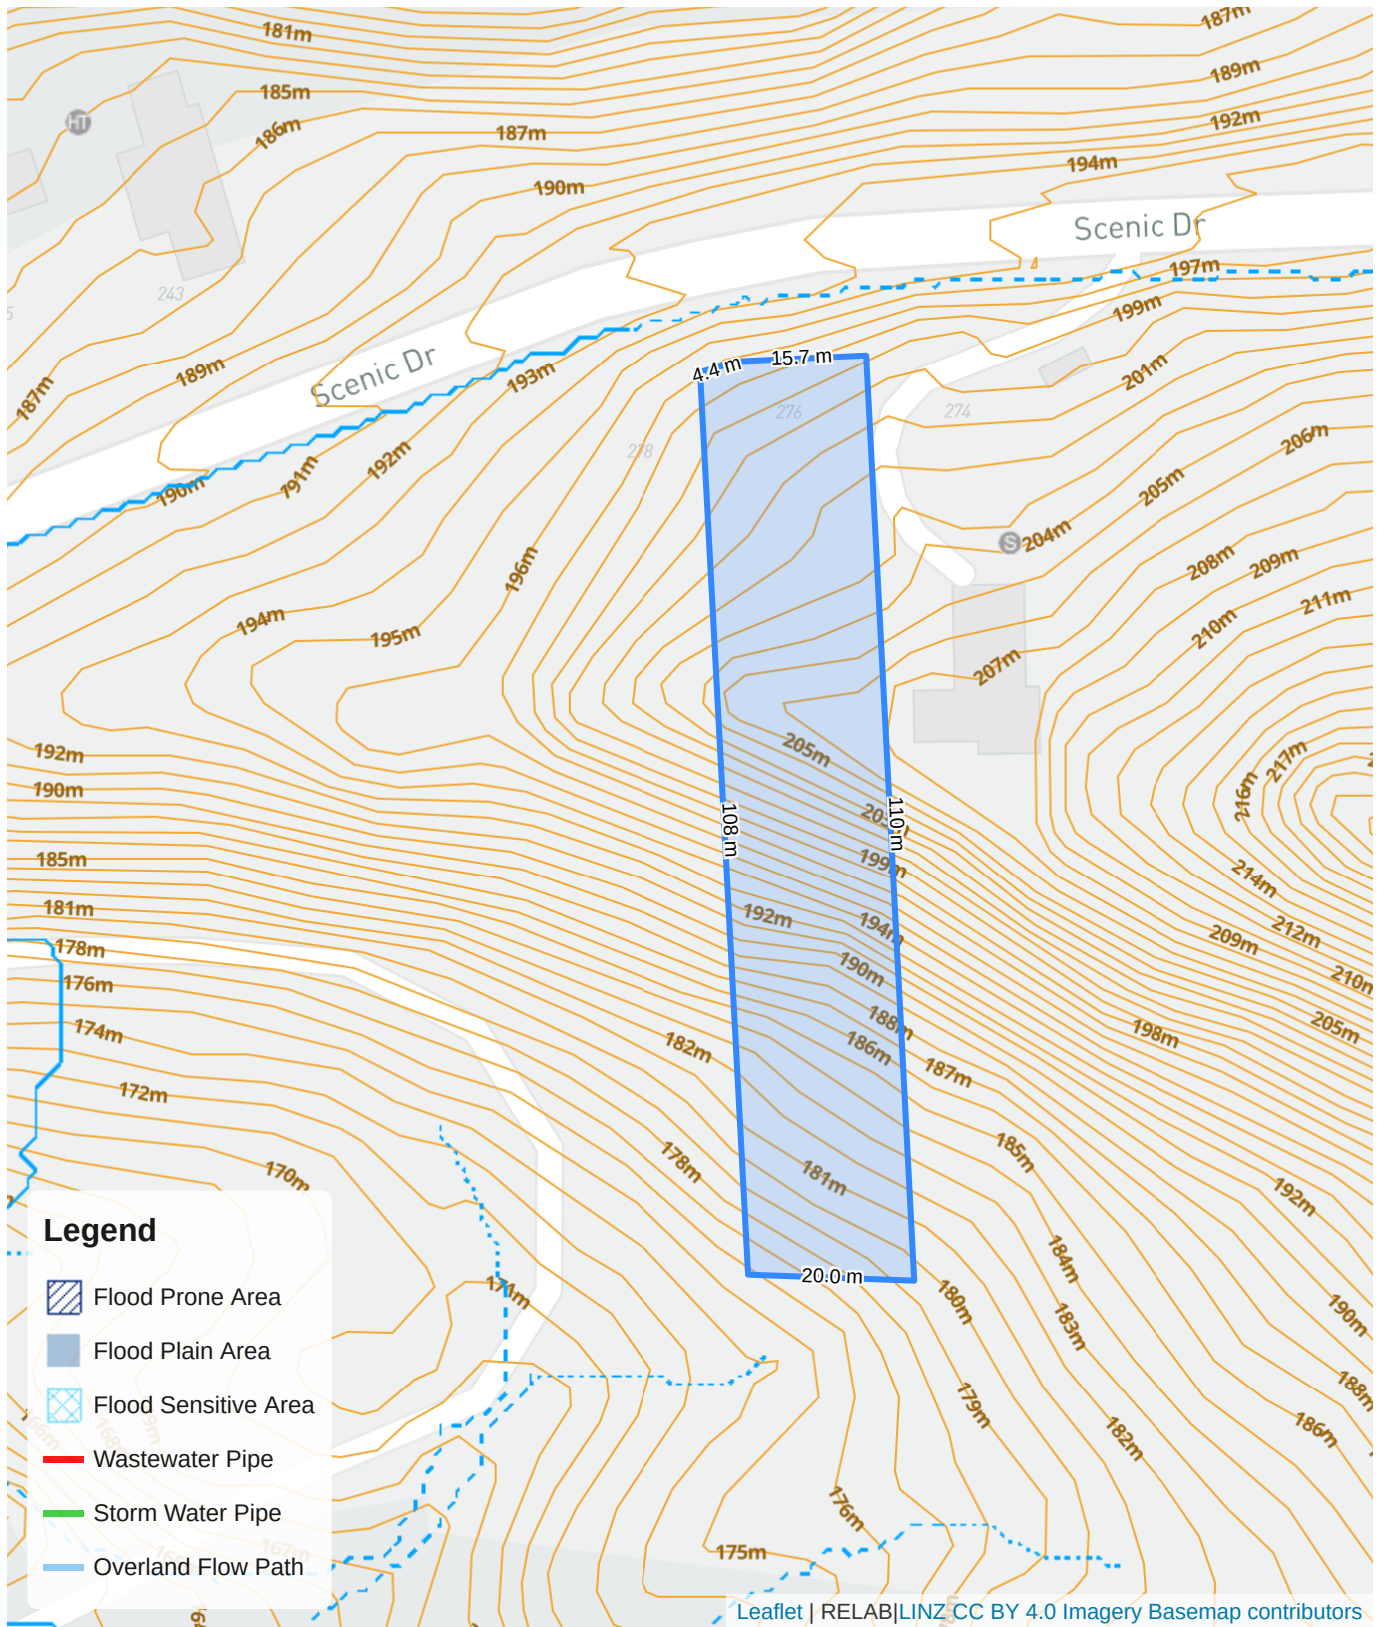 187m
181m
189m
185m
192m
186m
187m
HT
194m
190m
Scenic Dr
197m
243
199m
4.4 m
15.7 m
193m
189m
201m
187m
Scenic Dr
276
274
278
206m
192m
191m
190m
205m
S
204m
196m
208m
209m
211m
194m
195m
210m
207m
192m
205m
217m
190m
216m
108 m
110 m
185m
199m
214m
181m
192m
194m
212m
209m
178m
190m
210m
176m
188m
205m
174m
182m
186m
198m
187m
172m
185m
178m
181m
170m
192m
Legend
184m
Flood Prone Area
20.0 m
171m
180m
190m
183m
Flood Plain Area
188m
Flood Sensitive Area
179m
186m
182m
Wastewater Pipe
176m
Storm Water Pipe
175m
167m
Overland Flow Path
Leaflet | RELAB|LINZ CC BY 4.0 Imagery Basemap contributors